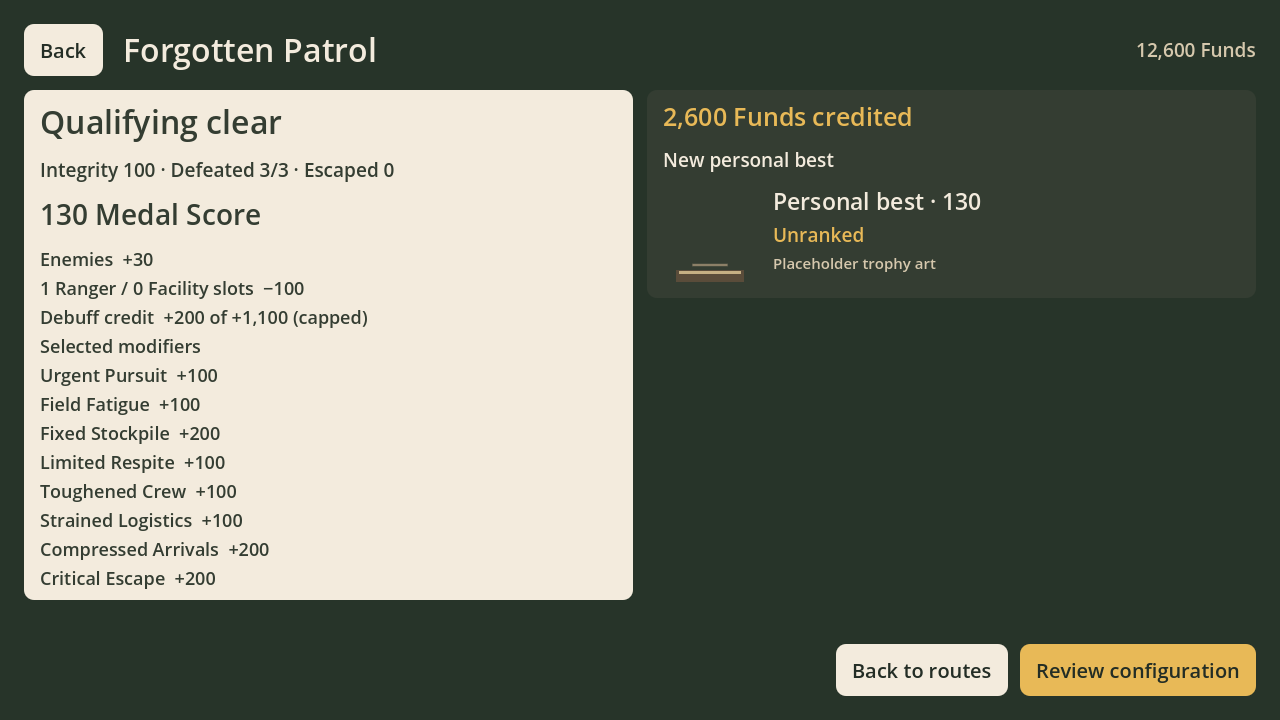 Back
Forgotten Patrol
12,600 Funds
Qualifying clear
Integrity 100 · Defeated 3/3 · Escaped 0
130 Medal Score
Enemies +30
1 Ranger / 0 Facility slots −100
Debuff credit +200 of +1,100 (capped)
Selected modifiers
Urgent Pursuit +100
Field Fatigue +100
Fixed Stockpile +200
Limited Respite +100
Toughened Crew +100
Strained Logistics +100
Compressed Arrivals +200
Critical Escape +200
2,600 Funds credited
New personal best
Personal best · 130
Unranked
Placeholder trophy art
Back to routes
Review configuration